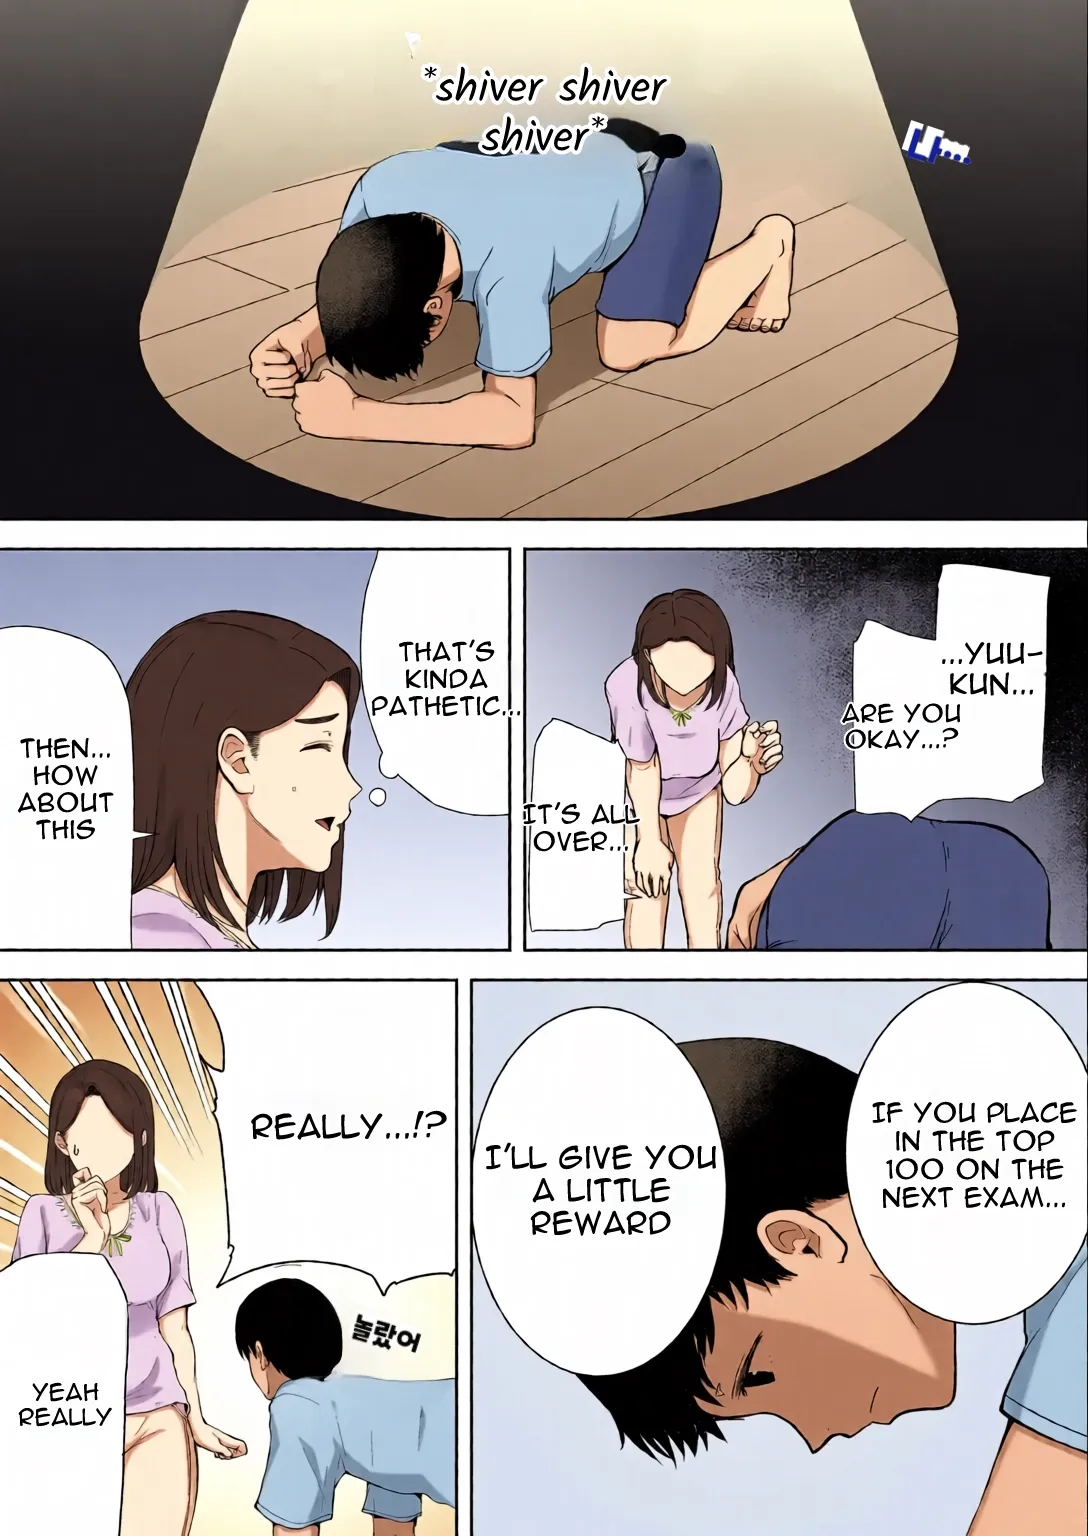 *shiver shiver
shiver*
나...
...YUU-
KUN...
ARE YOU
OKAY...?
IT'S ALL
OVER...
THAT'S
KINDA
PATHETIC...
THEN...
HOW
ABOUT
THIS
IF YOU PLACE
IN THE TOP
100 ON THE
NEXT EXAM...
I'LL GIVE YOU
A LITTLE
REWARD
REALLY...!?
놀랐어
YEAH
REALLY